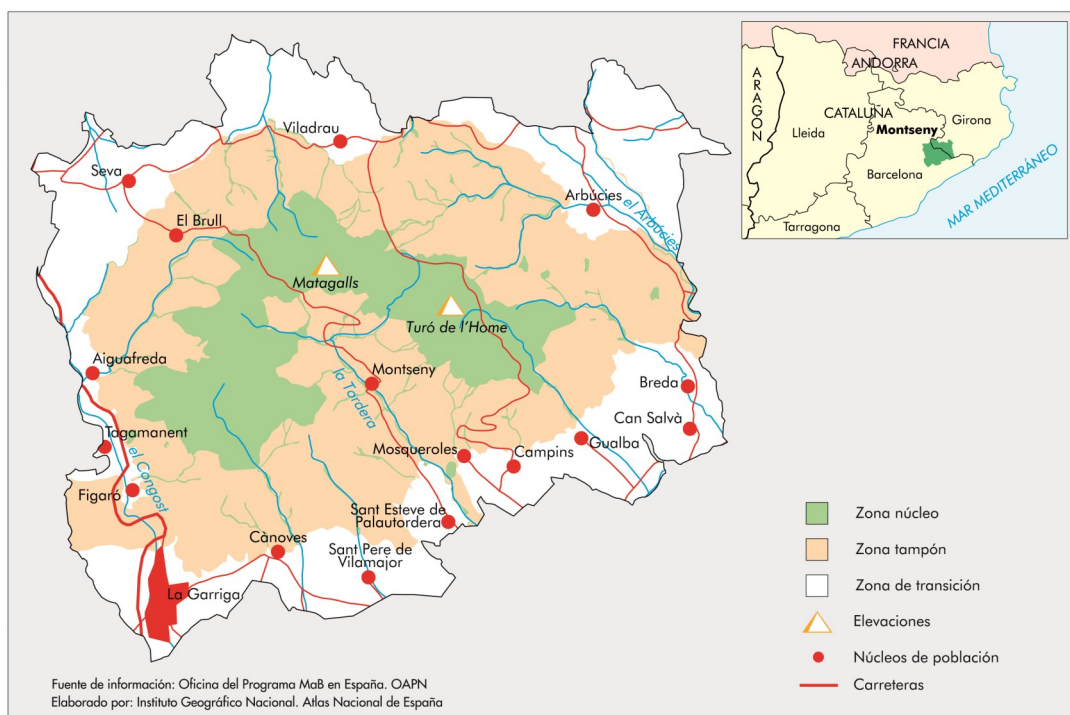 Viladrau
Seva
El Brull
Arbúcies
el Arbúcies
Matagalls
Turó de l'Home
Aiguafreda
la Tordera
Montseny
Breda
Can Salvà
Tagamanent
el Congost
Mosqueroles
Campins
Gualba
Figaró
Sant Esteve de
Palautordera
Cànoves
Sant Pere de
Vilamajor
La Garriga
FRANCIA
ANDORRA
ARAGON
CATALUÑA
Lleida
Montseny
Girona
Barcelona
Tarragona
MAR MEDITERRÁNEO
Zona núcleo
Zona tampón
Zona de transición
Elevaciones
Núcleos de población
Carreteras
Fuente de información: Oficina del Programa MaB en España. OAPN
Elaborado por: Instituto Geográfico Nacional. Atlas Nacional de España